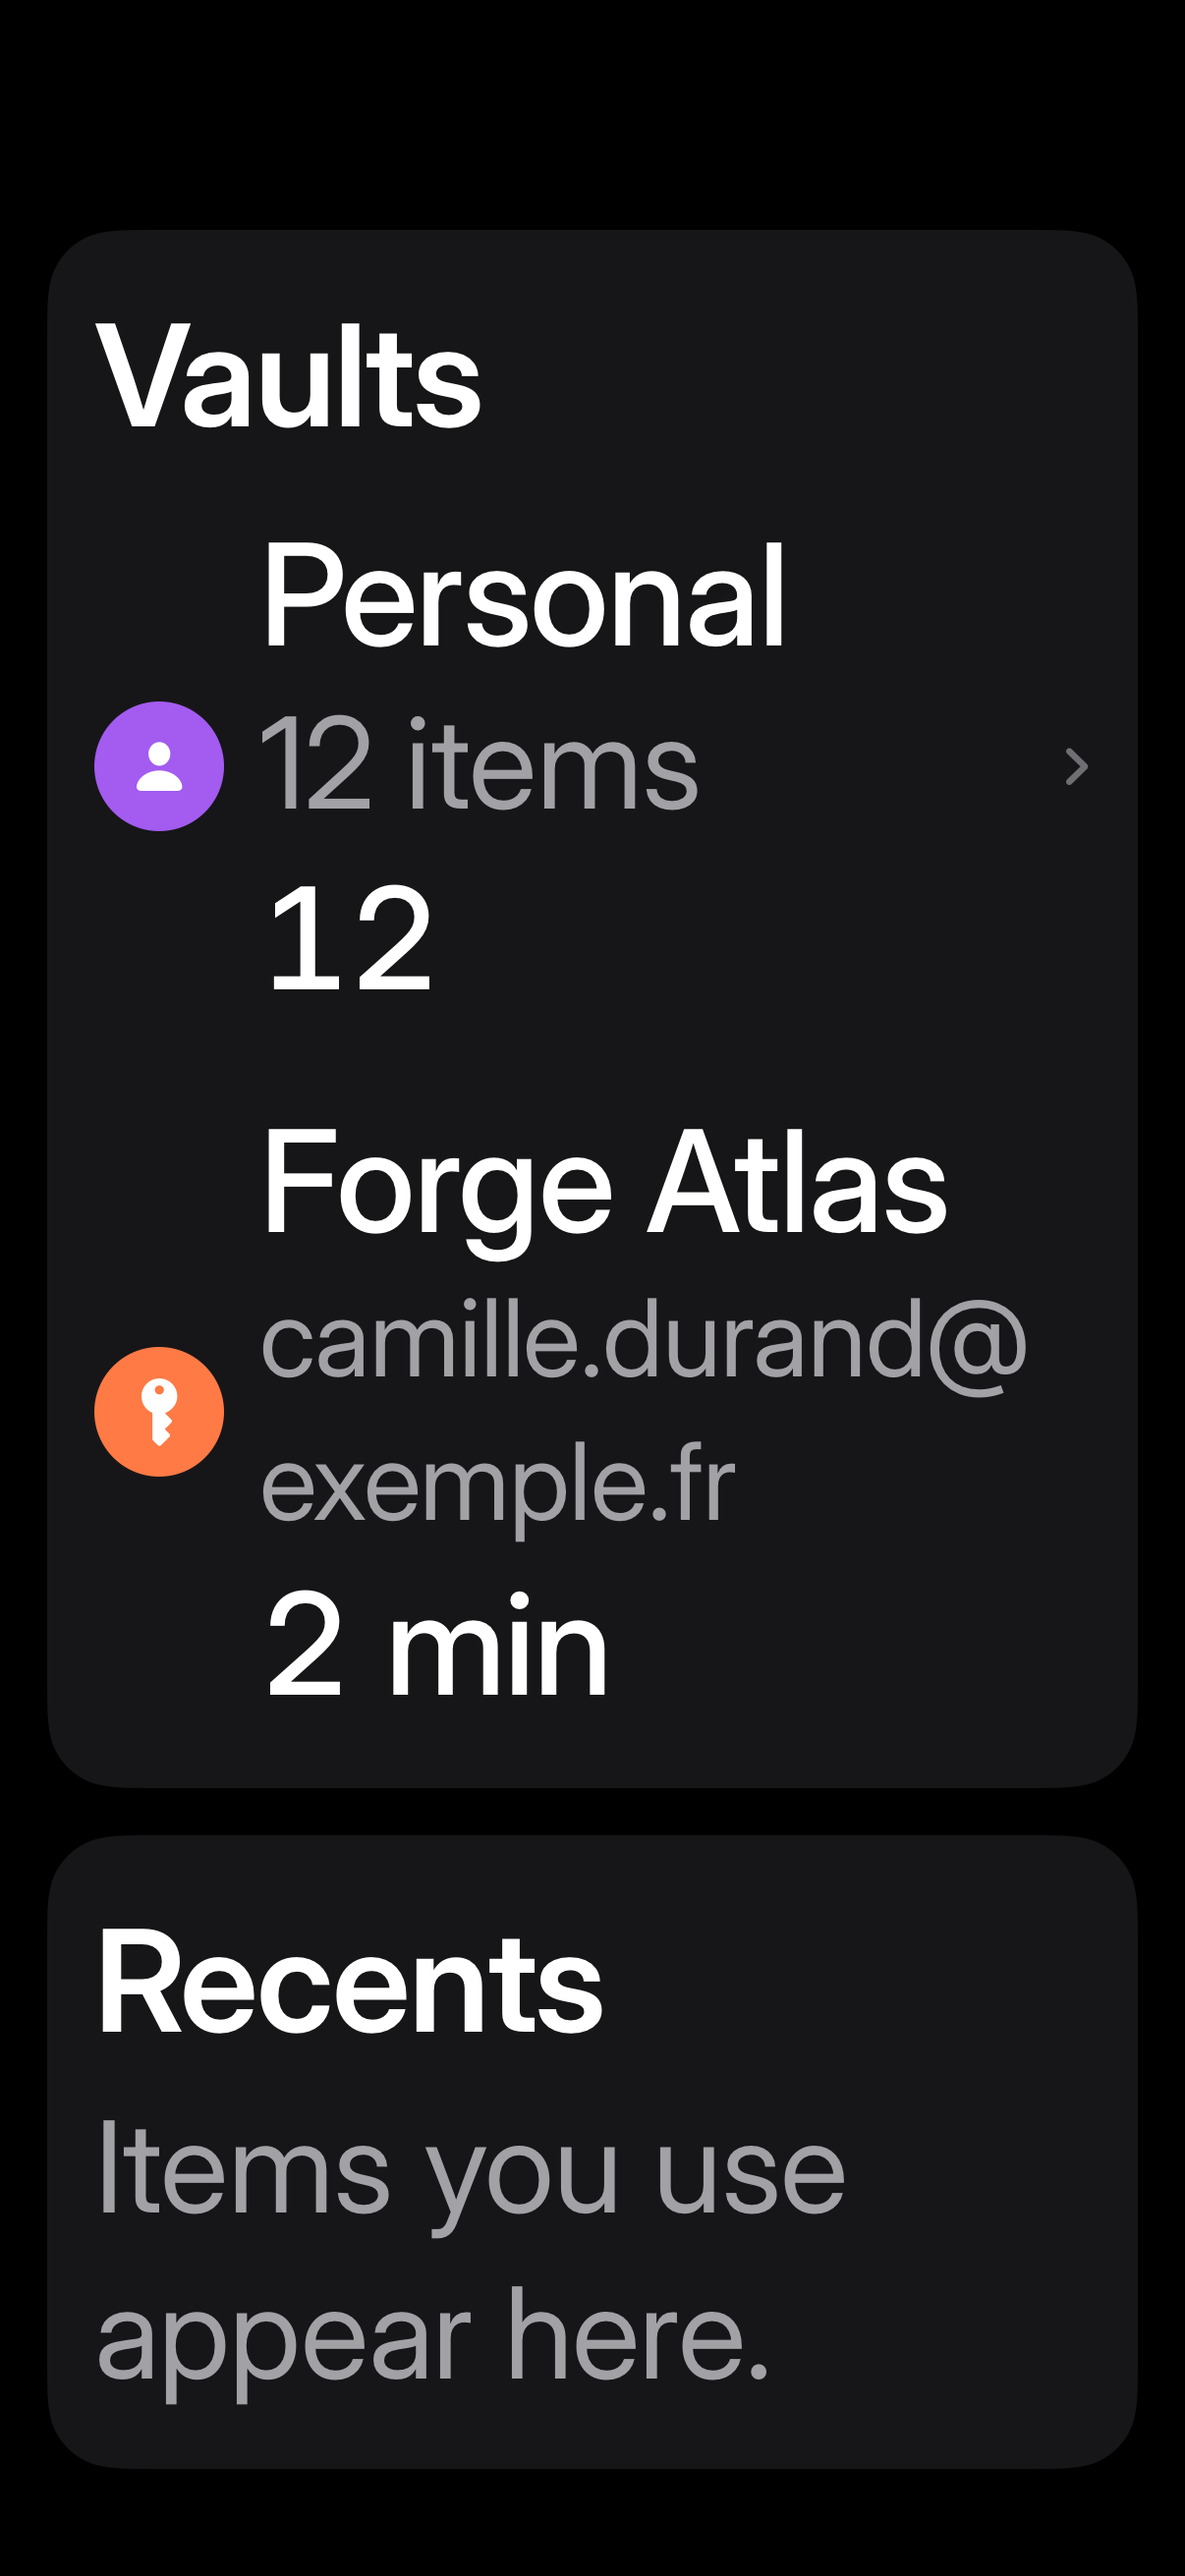 Vaults
Personal
12 items
12
Forge Atlas
camille.durand@
exemple.fr
2 min
Recents
Items you use
appear here.